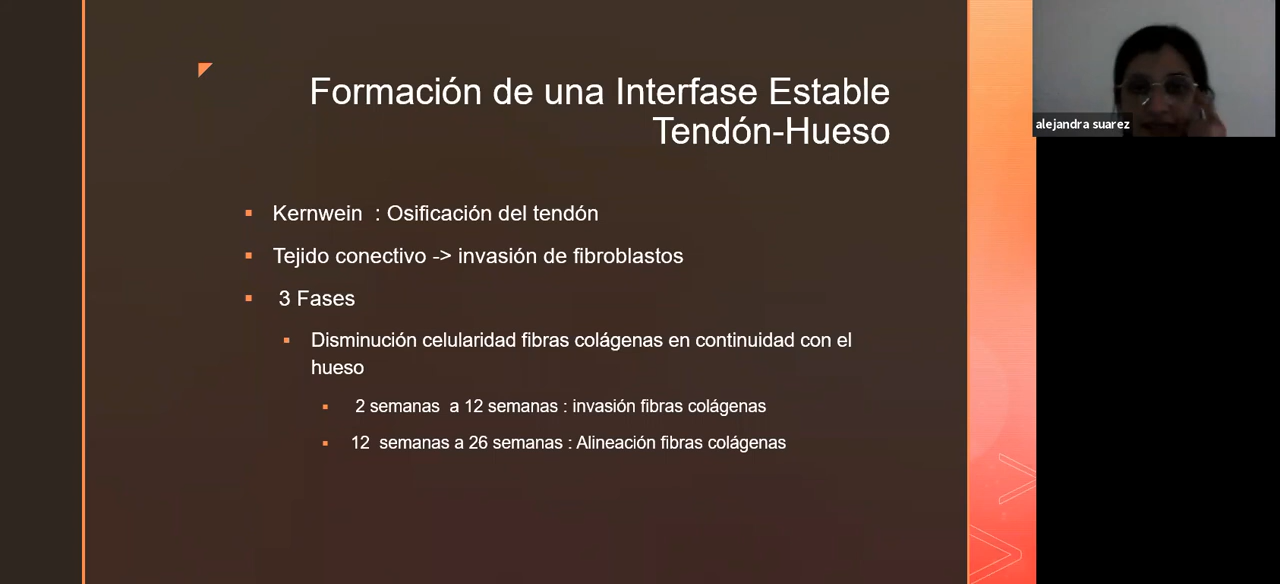 Formación de una Interfase Estable
Tendón-Hueso
Kernwein : Osificación del tendón
Tejido conectivo -> invasión de fibroblastos
3 Fases
Disminución celularidad fibras colágenas en continuidad con el
hueso
2 semanas a 12 semanas : invasión fibras colágenas
12 semanas a 26 semanas : Alineación fibras colágenas
alejandra suarez